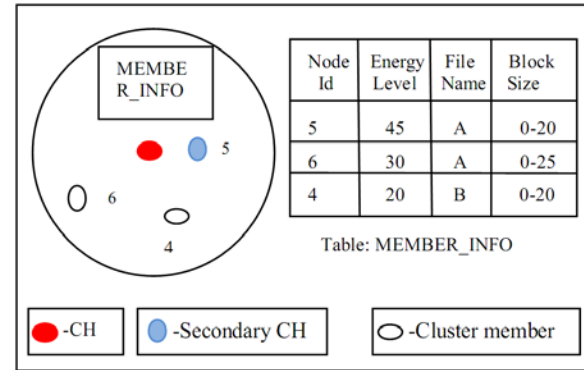 MEMBE
R_INFO
5
6
4
Node Id Energy Level File Name Block Size
5 45 A 0-20
6 30 A 0-25
4 20 B 0-20
Table: MEMBER_INFO
-CH
-Secondary CH
-Cluster member